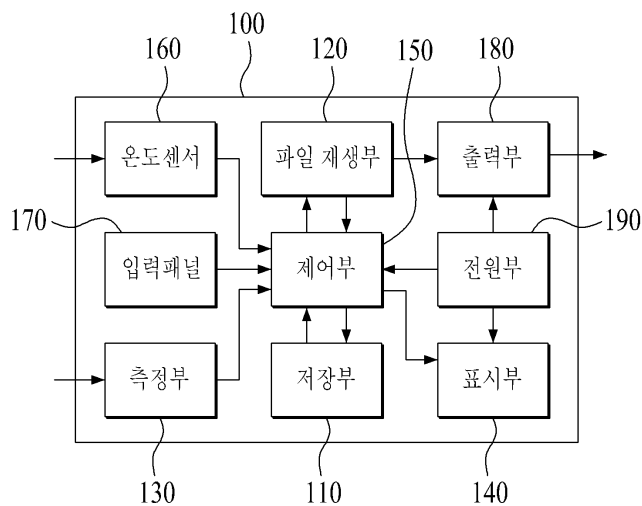 100
160
120
150
180
온도센서
파일 재생부
출력부
170
190
입력패널
제어부
전원부
측정부
저장부
표시부
130
110
140